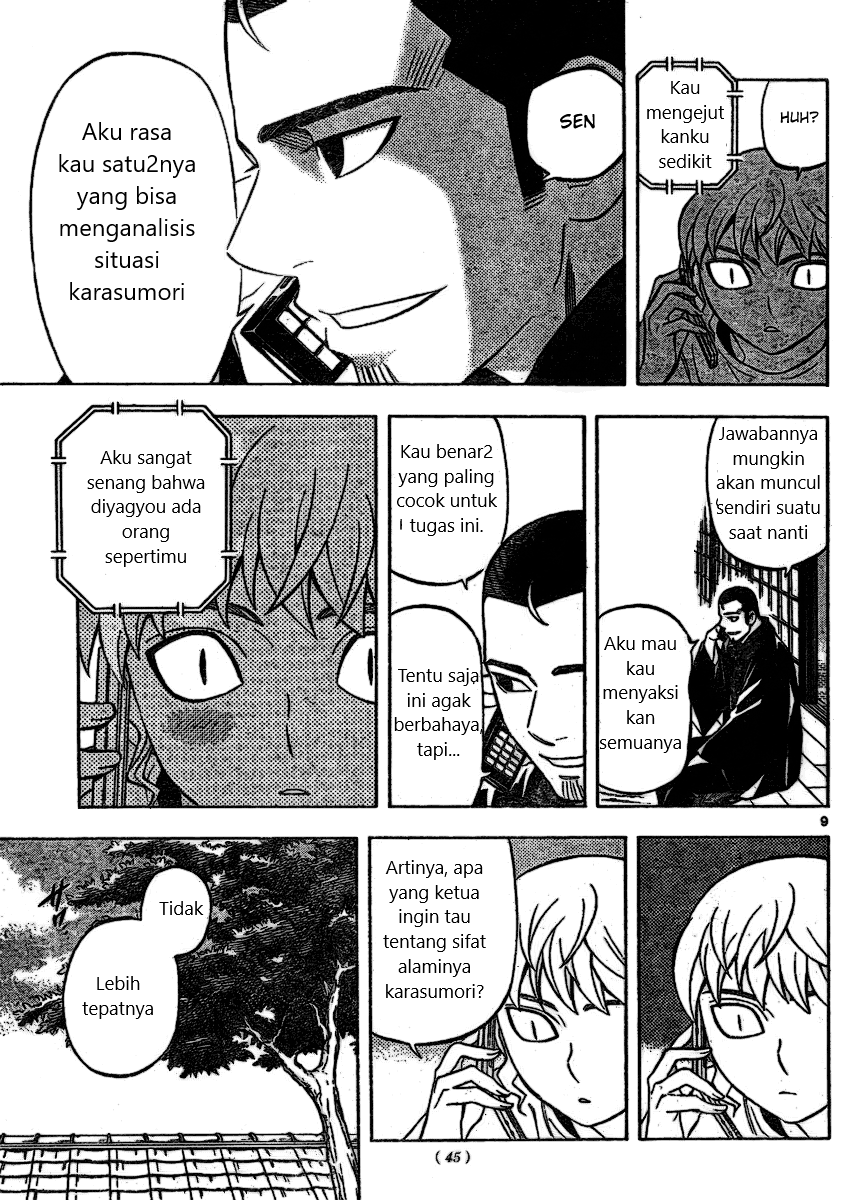 HUH?
Kau
mengejut
kanku
sedikit
SEN
Aku rasa
kau satu2nya
yang bisa
menganalisis
situasi
karasumori
Jawabannya
mungkin
akan muncul
sendiri suatu
saat nanti
Aku mau
kau
menyaksi
kan
semuanya
Kau benar2
yang paling
cocok untuk
tugas ini.
Tentu saja
ini agak
berbahaya,
tapi...
Aku sangat
senang bahwa
diyagyou ada
orang
sepertimu
9
Artinya, apa
yang ketua
ingin tau
tentang sifat
alaminya
karasumori?
Tidak
Lebih
tepatnya
( 45 )